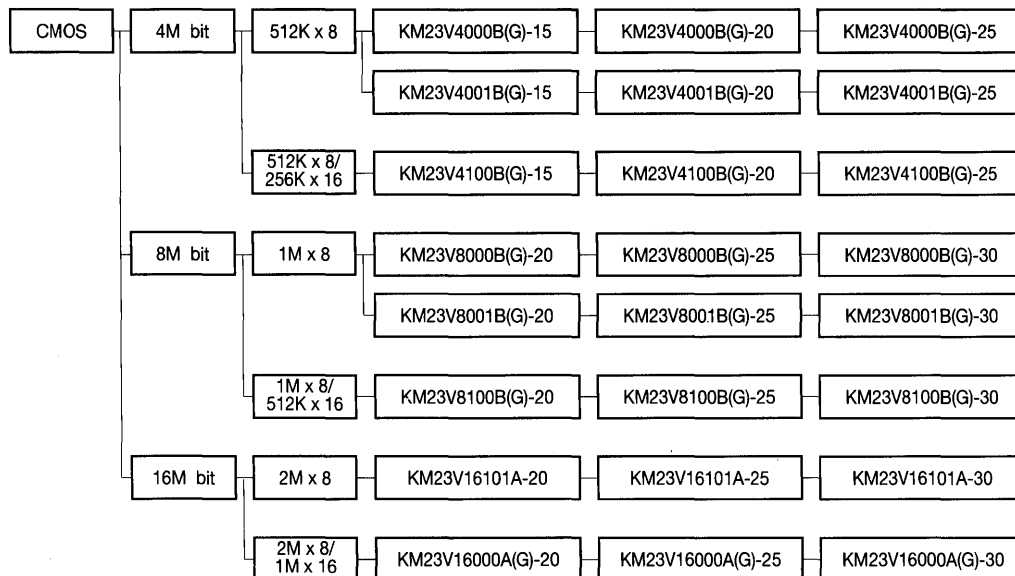 CMOS
4M bit
512K x 8
KM23V4000B(G)-15
KM23V4000B(G)-20
KM23V4000B(G)-25
KM23V4001B(G)-15
KM23V4001B(G)-20
KM23V4001B(G)-25
512K x 8/
256K x 16
KM23V4100B(G)-15
KM23V4100B(G)-20
KM23V4100B(G)-25
8M bit
1M x 8
KM23V8000B(G)-20
KM23V8000B(G)-25
KM23V8000B(G)-30
KM23V8001B(G)-20
KM23V8001B(G)-25
KM23V8001B(G)-30
1M x 8/
512K x 16
KM23V8100B(G)-20
KM23V8100B(G)-25
KM23V8100B(G)-30
16M bit
2M x 8
KM23V16101A-20
KM23V16101A-25
KM23V16101A-30
2M x 8/
1M x 16
KM23V16000A(G)-20
KM23V16000A(G)-25
KM23V16000A(G)-30